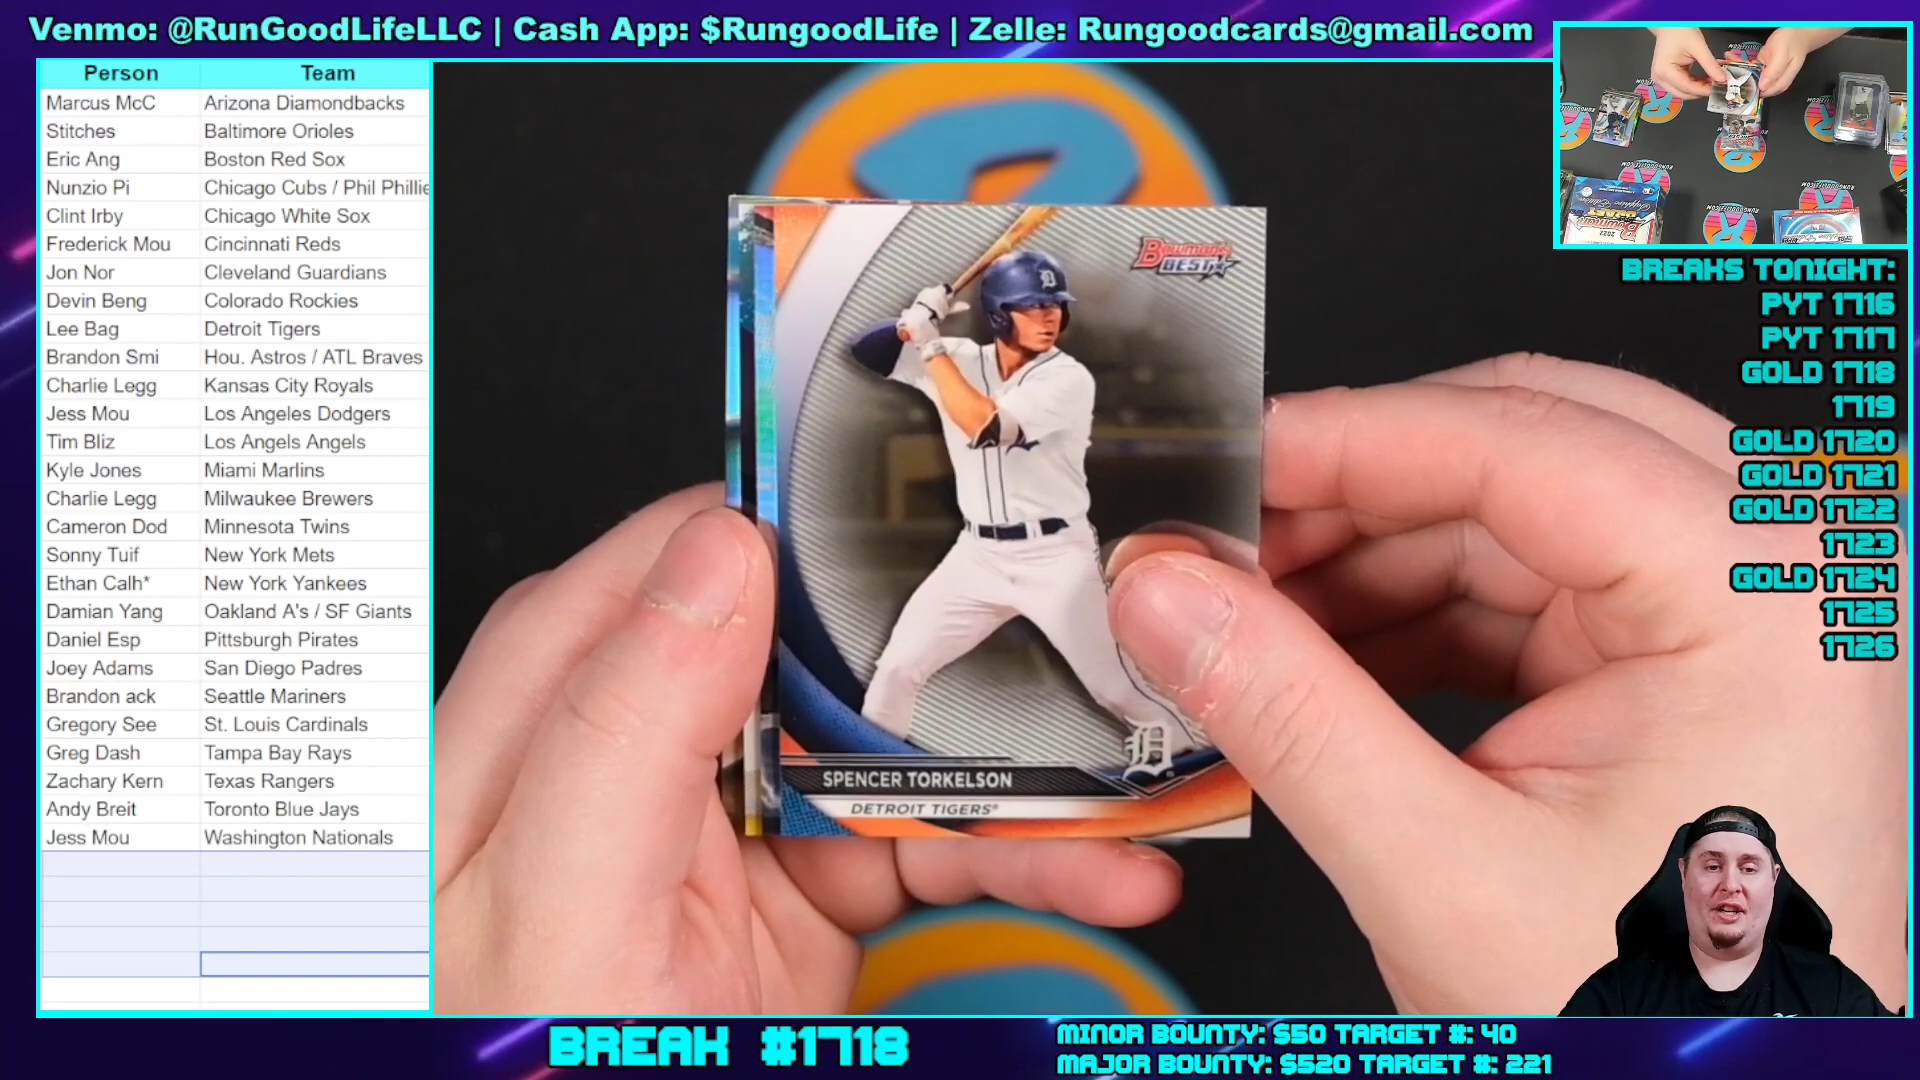 Venmo: @RunGoodLifeLLC | Cash App: $RungoodLife | Zelle: Rungoodcards@gmail.com
Person Team
Marcus McC Arizona Diamondbacks
Stitches Baltimore Orioles
Eric Ang Boston Red Sox
Nunzio Pi Chicago Cubs / Phil Phillie
Clint Irby Chicago White Sox
Frederick Mou Cincinnati Reds
Jon Nor Cleveland Guardians
Devin Beng Colorado Rockies
Lee Bag Detroit Tigers
Brandon Smi Hou. Astros / ATL Braves
Charlie Legg Kansas City Royals
Jess Mou Los Angeles Dodgers
Tim Bliz Los Angels Angels
Kyle Jones Miami Marlins
Charlie Legg Milwaukee Brewers
Cameron Dod Minnesota Twins
Sonny Tuif New York Mets
Ethan Calh* New York Yankees
Damian Yang Oakland A's / SF Giants
Daniel Esp Pittsburgh Pirates
Joey Adams San Diego Padres
Brandon ack Seattle Mariners
Gregory See St. Louis Cardinals
Greg Dash Tampa Bay Rays
Zachary Kern Texas Rangers
Andy Breit Toronto Blue Jays
Jess Mou Washington Nationals
BOWMAN'S
BEST
D
D
SPENCER TORKELSON
DETROIT TIGERS®
BREAKS TONIGHT:
PYT 1716
PYT 1717
GOLD 1718
1719
GOLD 1720
GOLD 1721
GOLD 1722
1723
GOLD 1724
1725
1726
BREAK #1718
MINOR BOUNTY: $50 TARGET #: 40
MAJOR BOUNTY: $520 TARGET #: 221